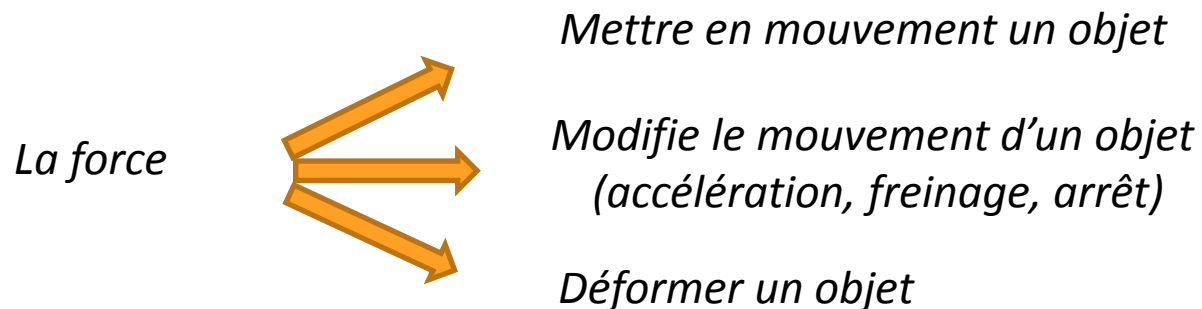 La force
Mettre en mouvement un objet
Modifie le mouvement d’un objet
(accélération, freinage, arrêt)
Déformer un objet